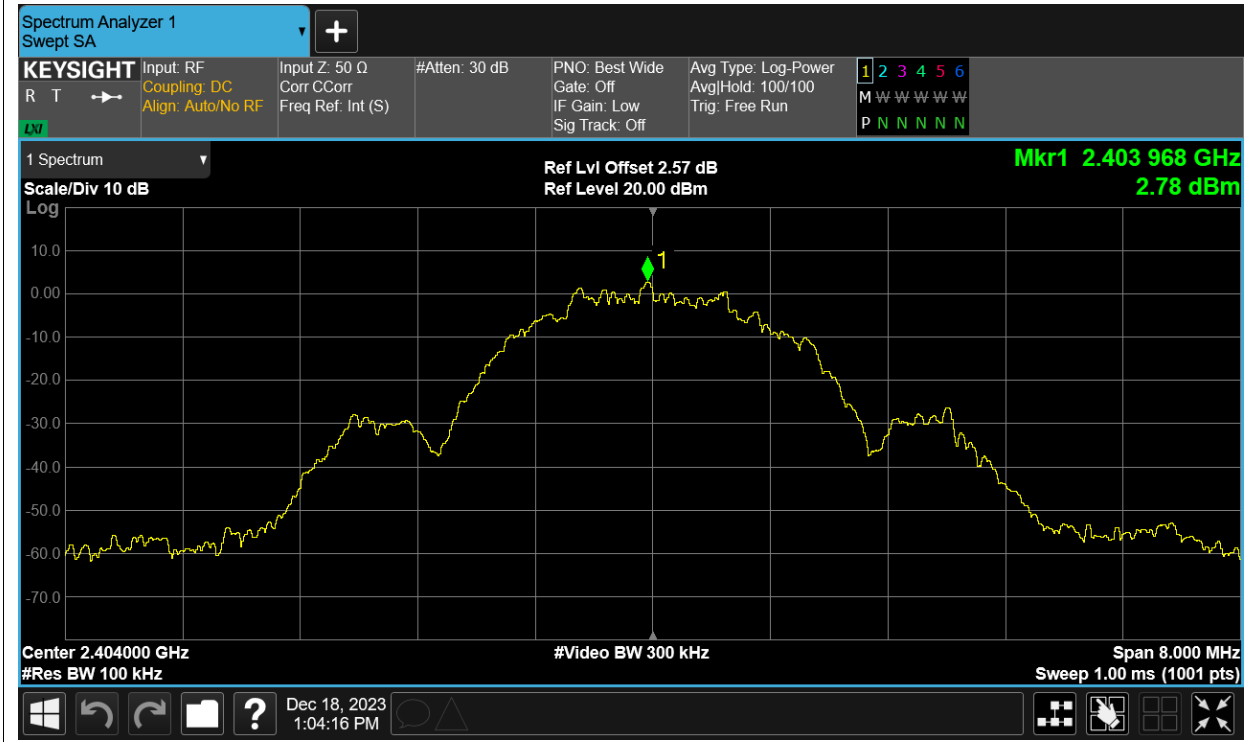 Spectrum Analyzer 1
Swept SA
KEYSIGHT
R T
LXI
Input: RF
Coupling: DC
Align: Auto/No RF
Input Z: 50 Ω
Corr CCorr
Freq Ref: Int (S)
#Atten: 30 dB
PNO: Best Wide
Gate: Off
IF Gain: Low
Sig Track: Off
Avg Type: Log-Power
Avg|Hold: 100/100
Trig: Free Run
1 2 3 4 5 6
M W W W W W
P N N N N N
1 Spectrum
Scale/Div 10 dB
Log
Ref Lvl Offset 2.57 dB
Ref Level 20.00 dBm
Mkr1 2.403 968 GHz
2.78 dBm
1
10.0
0.00
-10.0
-20.0
-30.0
-40.0
-50.0
-60.0
-70.0
Center 2.404000 GHz
#Res BW 100 kHz
#Video BW 300 kHz
Span 8.000 MHz
Sweep 1.00 ms (1001 pts)
?
Dec 18, 2023
1:04:16 PM